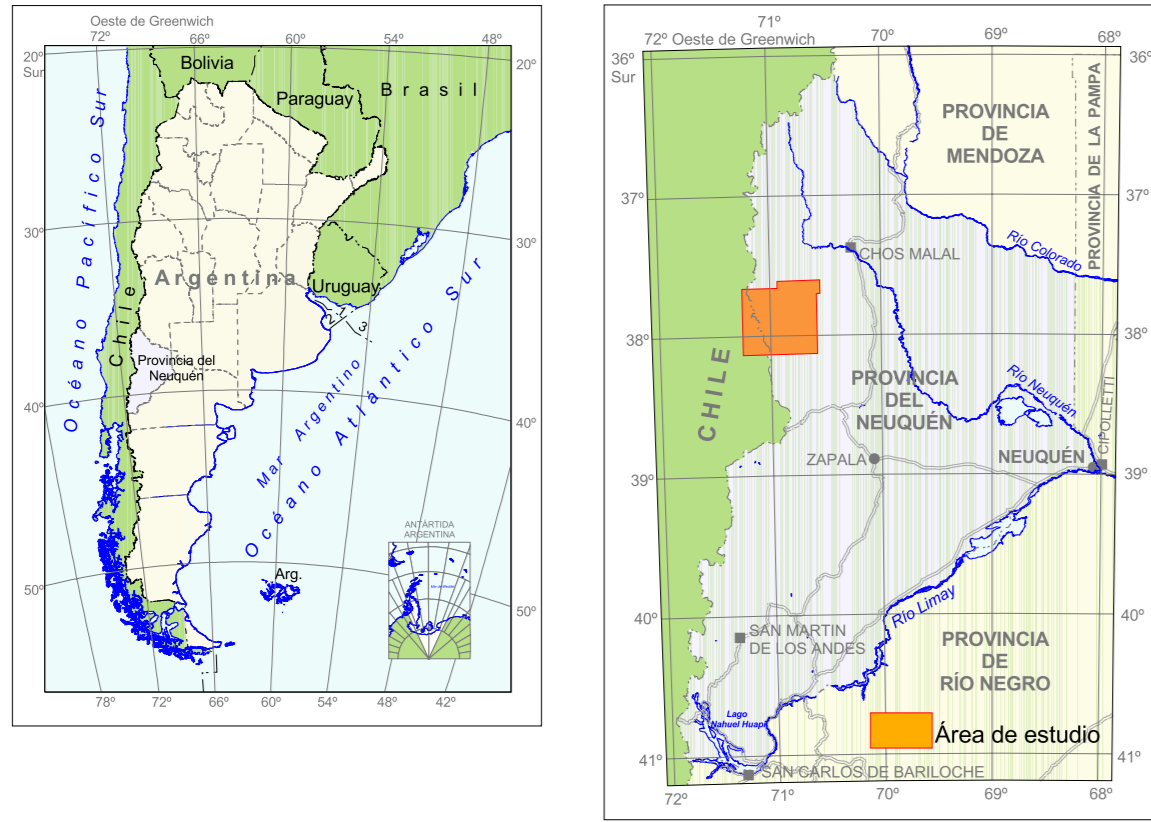 Oeste de Greenwich
72º
66º
60º
54º
48º
20º
Sur
20º
Bolivia
Paraguay
Brasil
30º
30º
Argentina
Uruguay
Chile
Océano Pacífico Sur
1
2
3
Provincia del
Neuquén
40º
40º
Mar Argentino
Océano Atlántico Sur
ANTÁRTIDA
ARGENTINA
Arg.
50º
50º
78º
72º
66º
60º
54º
48º
42º
71º
72º Oeste de Greenwich
70º
69º
68º
36º
Sur
36º
PROVINCIA
DE
MENDOZA
PROVINCIA DE LA PAMPA
37º
37º
Río Colorado
CHOS MALAL
38º
38º
CHILE
PROVINCIA
DEL
NEUQUÉN
Río Neuquén
CIPOLLETTI
ZAPALA
NEUQUÉN
39º
39º
Río Limay
40º
40º
SAN MARTIN
DE LOS ANDES
PROVINCIA
DE
RÍO NEGRO
Lago
Nahuel Huapi
Área de estudio
41º
41º
SAN CARLOS DE BARILOCHE
72º
71º
70º
69º
68º